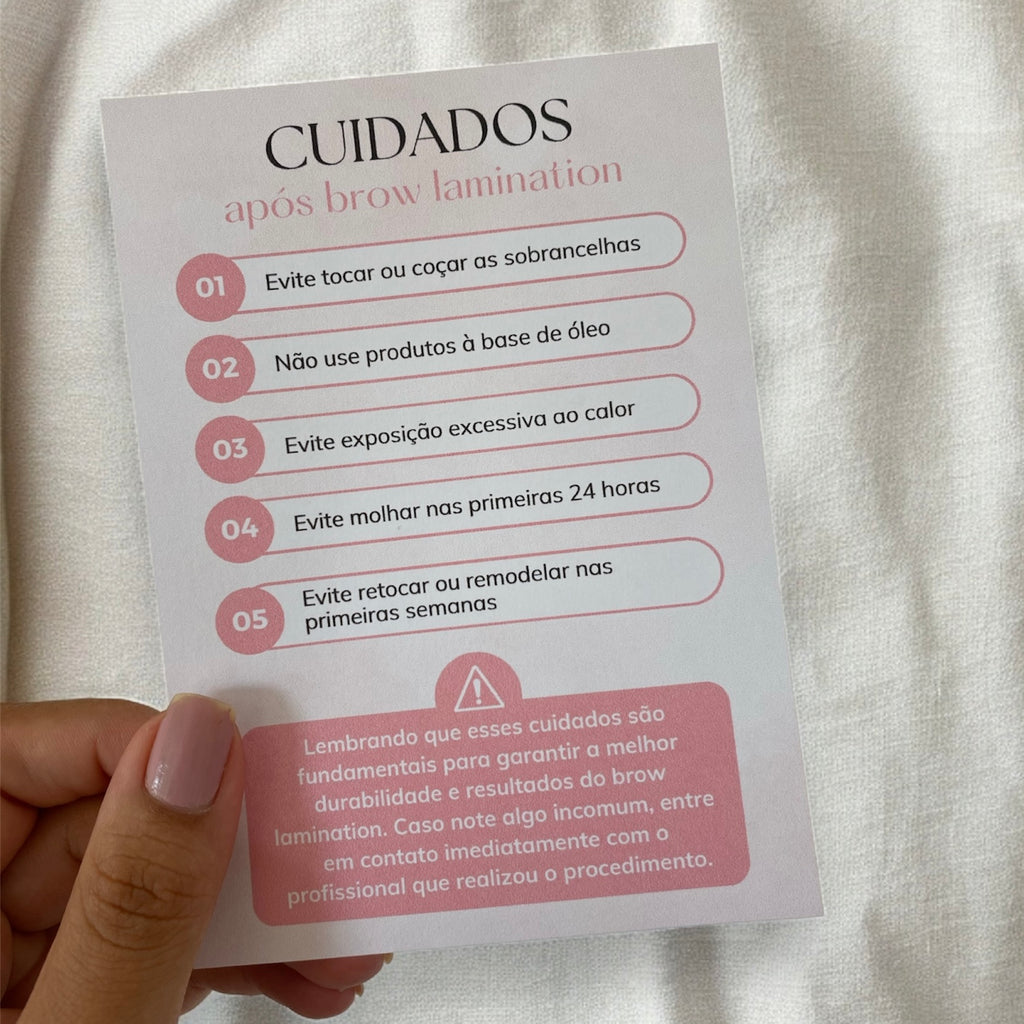 CUIDADOS
após brow lamination
01 Evite tocar ou coçar as sobrancelhas
02 Não use produtos à base de óleo
03 Evite exposição excessiva ao calor
04 Evite molhar nas primeiras 24 horas
05 Evite retocar ou remodelar nas
primeiras semanas
Lembrando que esses cuidados são
fundamentais para garantir a melhor
durabilidade e resultados do brow
lamination. Caso note algo incomum, entre
em contato imediatamente com o
profissional que realizou o procedimento.